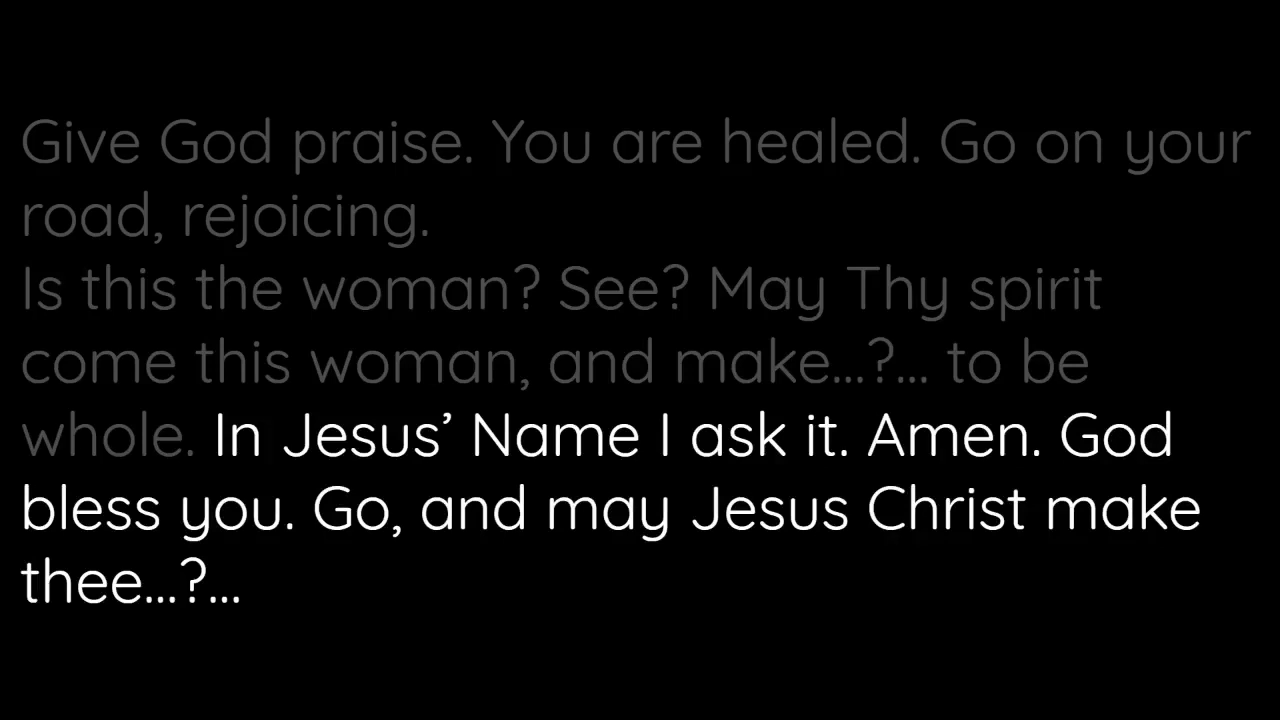 Give God praise. You are healed. Go on your
road, rejoicing.
Is this the woman? See? May Thy spirit
come this woman, and make...?... to be
whole. In Jesus’ Name I ask it. Amen. God
bless you. Go, and may Jesus Christ make
thee...?...